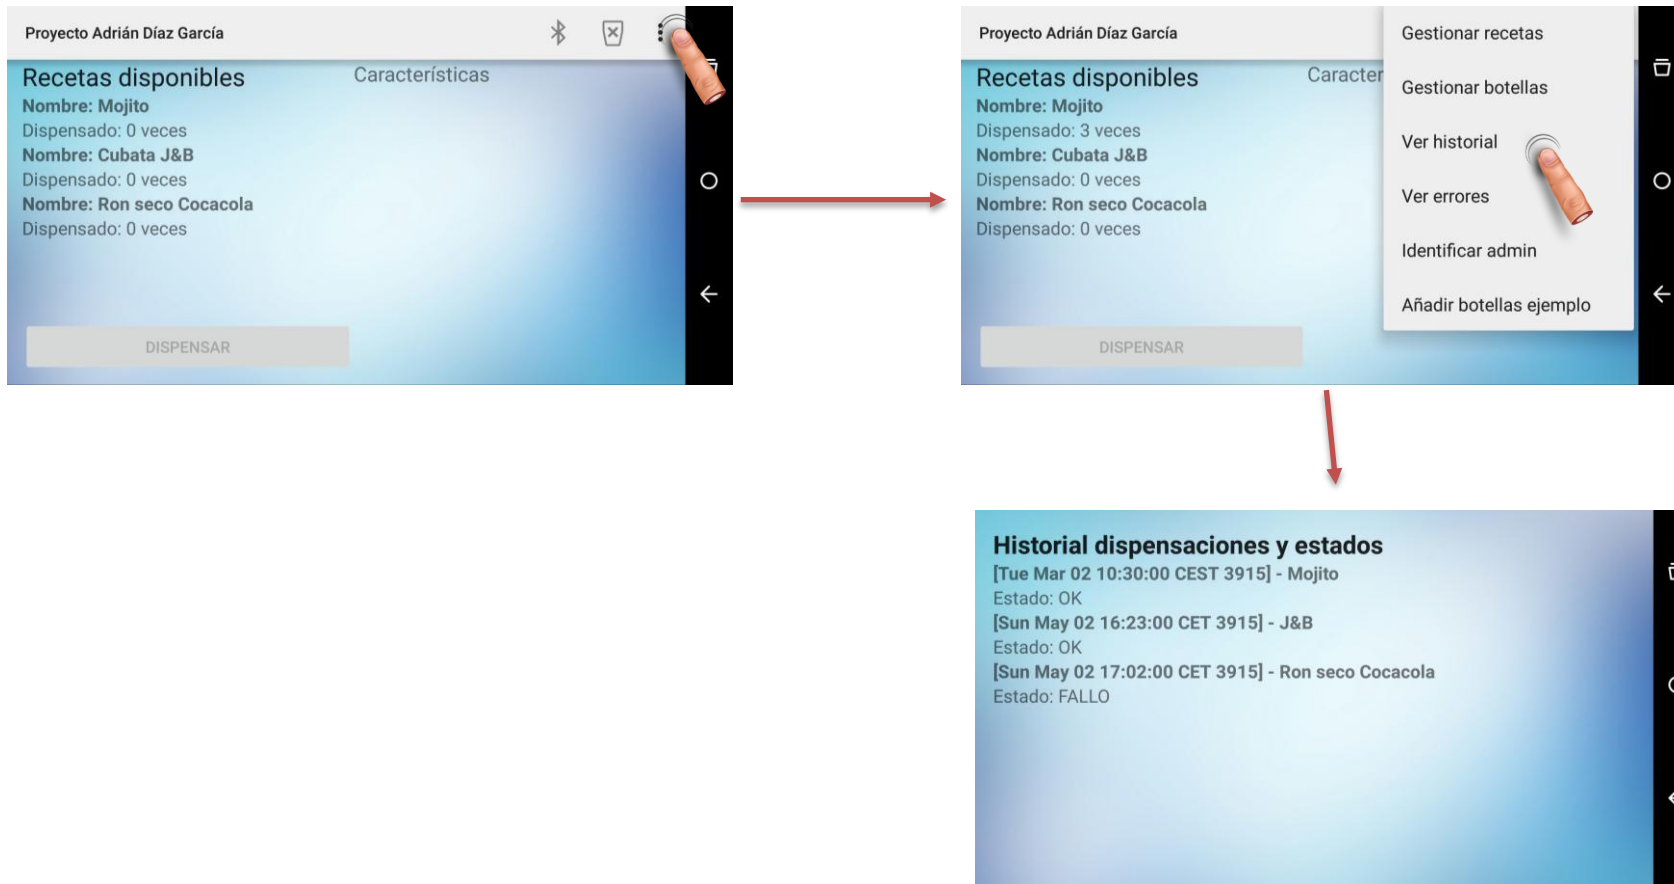 Proyecto Adrián Díaz García
Recetas disponibles
Características
Nombre: Mojito
Dispensado: 0 veces
Nombre: Cubata J&B
Dispensado: 0 veces
Nombre: Ron seco Cocacola
Dispensado: 0 veces
DISPENSAR
Proyecto Adrián Díaz García
Recetas disponibles
Caracter
Nombre: Mojito
Dispensado: 3 veces
Nombre: Cubata J&B
Dispensado: 0 veces
Nombre: Ron seco Cocacola
Dispensado: 0 veces
DISPENSAR
Gestionar recetas
Gestionar botellas
Ver historial
Ver errores
Identificar admin
Añadir botellas ejemplo
Historial dispensaciones y estados
[Tue Mar 02 10:30:00 CEST 3915] - Mojito
Estado: OK
[Sun May 02 16:23:00 CET 3915] - J&B
Estado: OK
[Sun May 02 17:02:00 CET 3915] - Ron seco Cocacola
Estado: FALLO